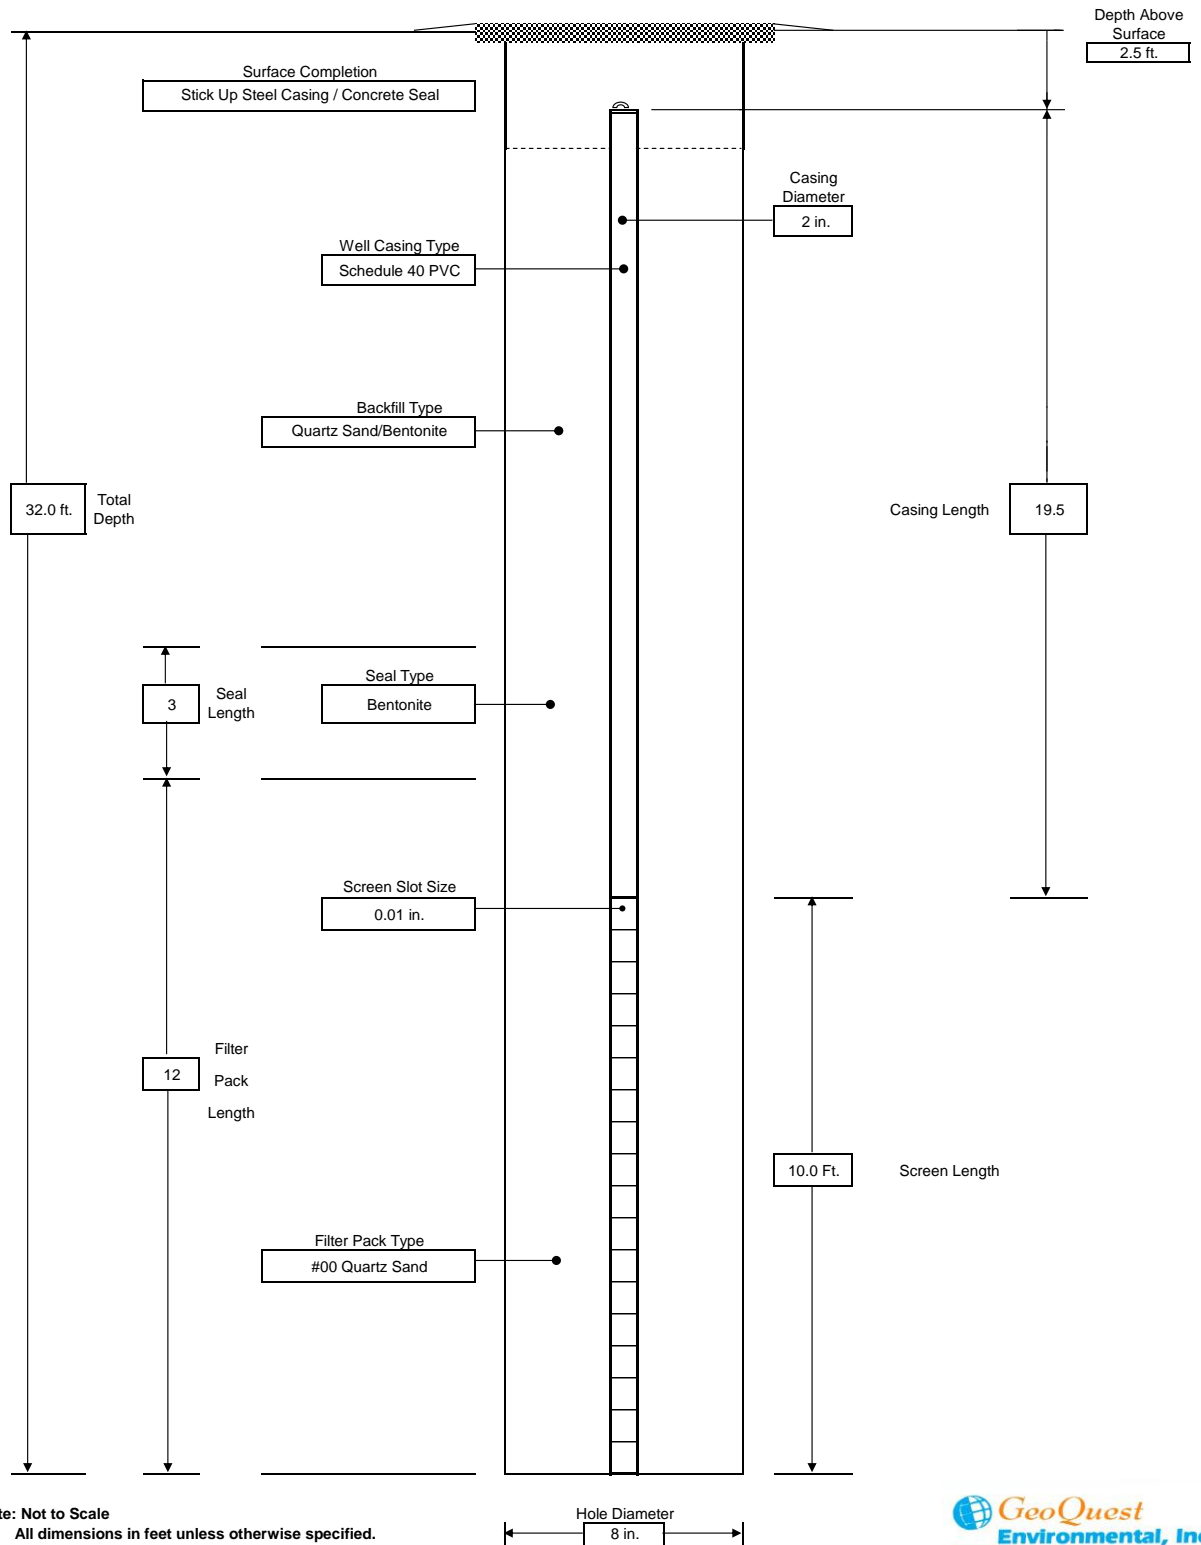 Depth Above
Surface
2.5 ft.
Surface Completion
Stick Up Steel Casing / Concrete Seal
Casing
Diameter
2 in.
Well Casing Type
Schedule 40 PVC
Backfill Type
Quartz Sand/Bentonite
32.0 ft.
Total
Depth
Casing Length
19.5
3
Seal
Length
Seal Type
Bentonite
Screen Slot Size
0.01 in.
12
Filter
Pack
Length
10.0 Ft.
Screen Length
Filter Pack Type
#00 Quartz Sand
te: Not to Scale
All dimensions in feet unless otherwise specified.
Hole Diameter
8 in.
GeoQuest
Environmental, Inc